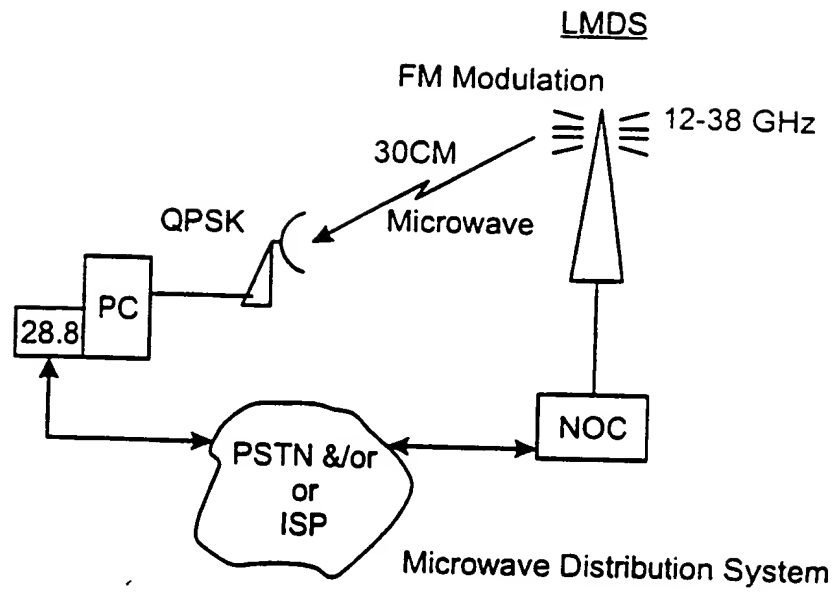 LMDS
FM Modulation
12-38 GHz
30CM
Microwave
QPSK
PC
28.8
NOC
PSTN &/or
or
ISP
Microwave Distribution System